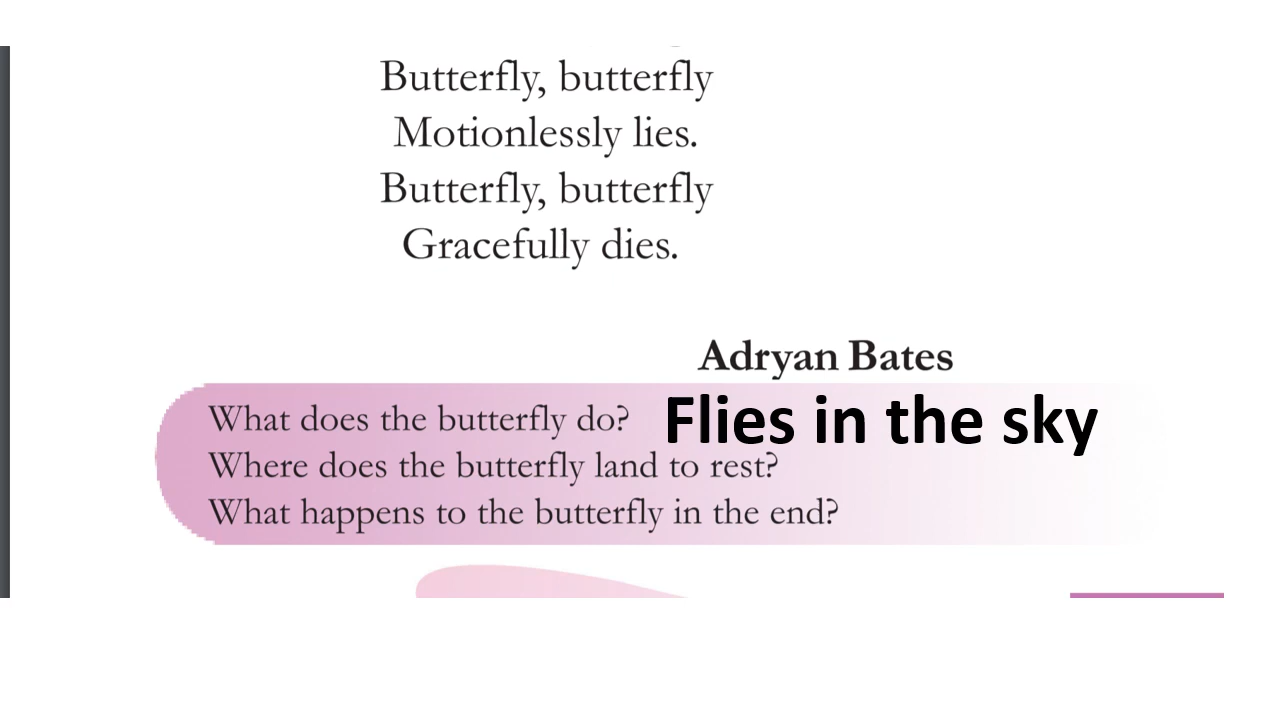 Butterfly, butterfly
Motionlessly lies.
Butterfly, butterfly
Gracefully dies.
Adryan Bates
What does the butterfly do? Flies in the sky
Where does the butterfly land to rest?
What happens to the butterfly in the end?